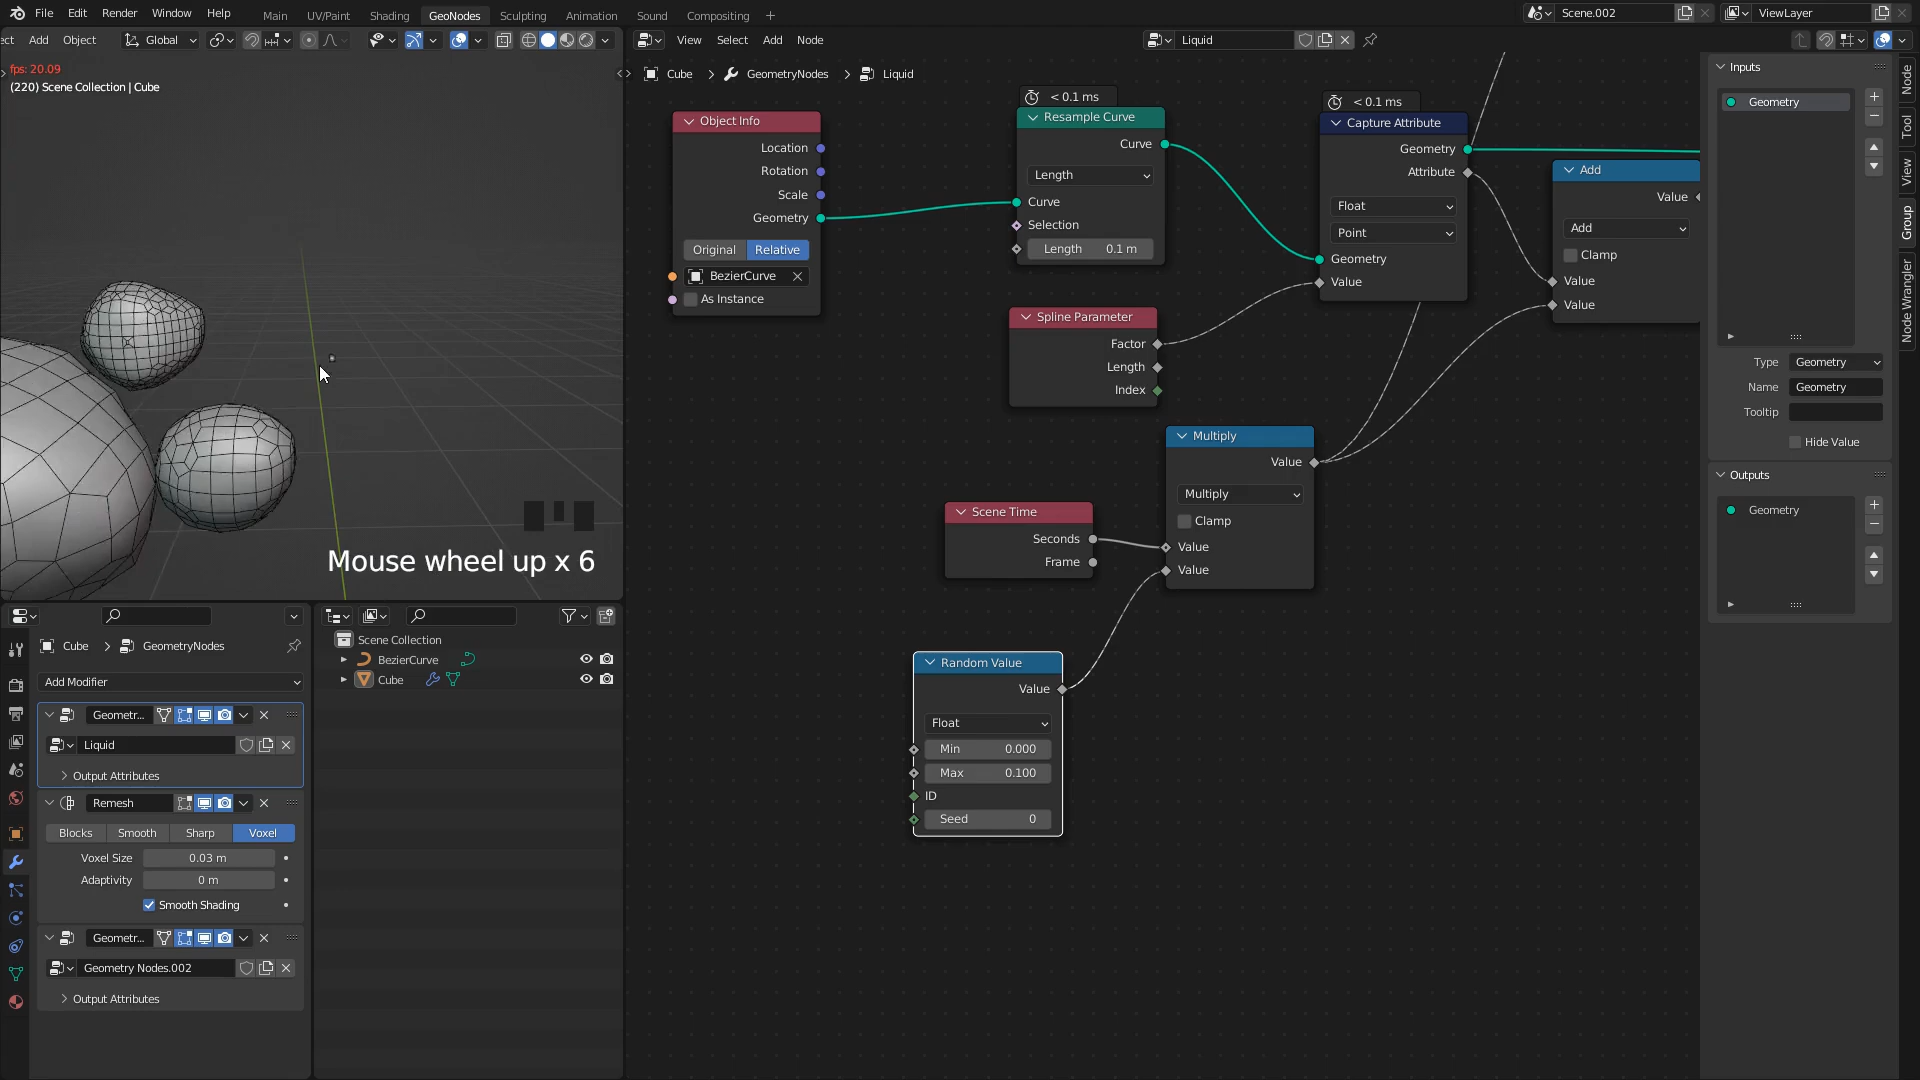 File Edit Render Window Help Main UV/Paint Shading GeoNodes Sculpting Animation Sound Compositing + Scene.002 ViewLayer
ect Add Object Global View Select Add Node Liquid
fps: 20.09
(220) Scene Collection | Cube
Cube > GeometryNodes > Liquid
Object Info
Location
Rotation
Scale
Geometry
Original Relative
BezierCurve
As Instance
< 0.1 ms
Resample Curve
Curve
Length
Curve
Selection
Length 0.1 m
< 0.1 ms
Capture Attribute
Geometry
Attribute
Float
Point
Geometry
Value
Add
Value
Add
Clamp
Value
Value
Spline Parameter
Factor
Length
Index
Multiply
Value
Multiply
Clamp
Value
Value
Scene Time
Seconds
Frame
Random Value
Value
Float
Min 0.000
Max 0.100
ID
Seed 0
Mouse wheel up x 6
Inputs
Geometry
Type Geometry
Name Geometry
Tooltip
Hide Value
Outputs
Geometry
Node
Tool
View
Group
Node Wrangler
Cube > GeometryNodes
Add Modifier
Geometr...
Liquid
Output Attributes
Remesh
Blocks Smooth Sharp Voxel
Voxel Size 0.03 m
Adaptivity 0 m
Smooth Shading
Geometr...
Geometry Nodes.002
Output Attributes
Scene Collection
BezierCurve
Cube